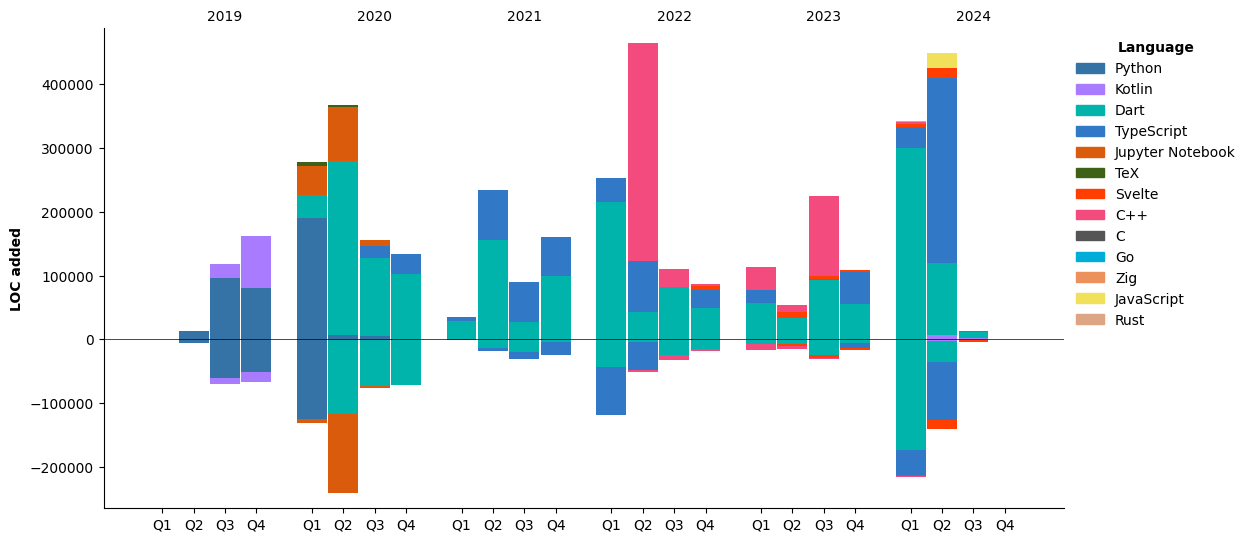 2019 2020 2021 2022 2023 2024
LOC added
400000
300000
200000
100000
0
−100000
−200000
Q1 Q2 Q3 Q4 Q1 Q2 Q3 Q4 Q1 Q2 Q3 Q4 Q1 Q2 Q3 Q4 Q1 Q2 Q3 Q4 Q1 Q2 Q3 Q4
Language
Python
Kotlin
Dart
TypeScript
Jupyter Notebook
TeX
Svelte
C++
C
Go
Zig
JavaScript
Rust